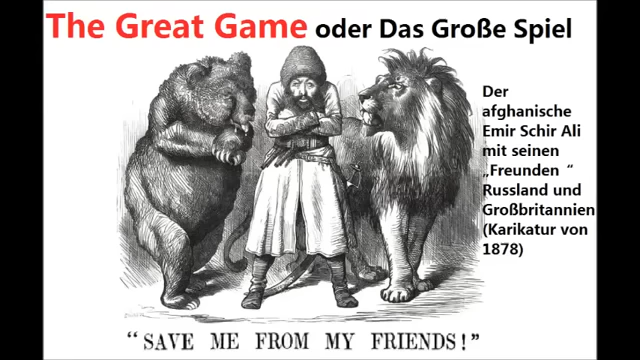 The Great Game oder Das Große Spiel
Der
afghanische
Emir Schir Ali
mit seinen
„Freunden “
Russland und
Großbritannien
(Karikatur von
1878)
“SAVE ME FROM MY FRIENDS!”